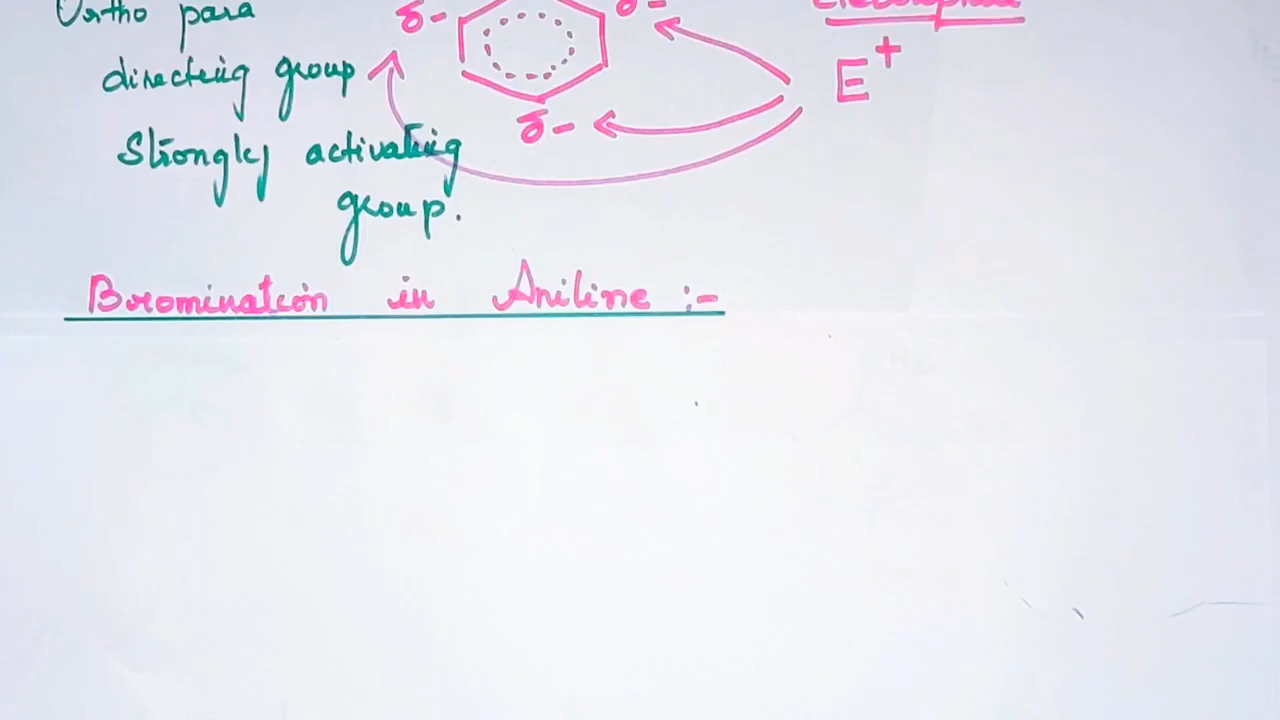 Ortho para
δ-
δ-
directing group
E+
δ-
Strongly activating
group.
Bromination in Aniline :-